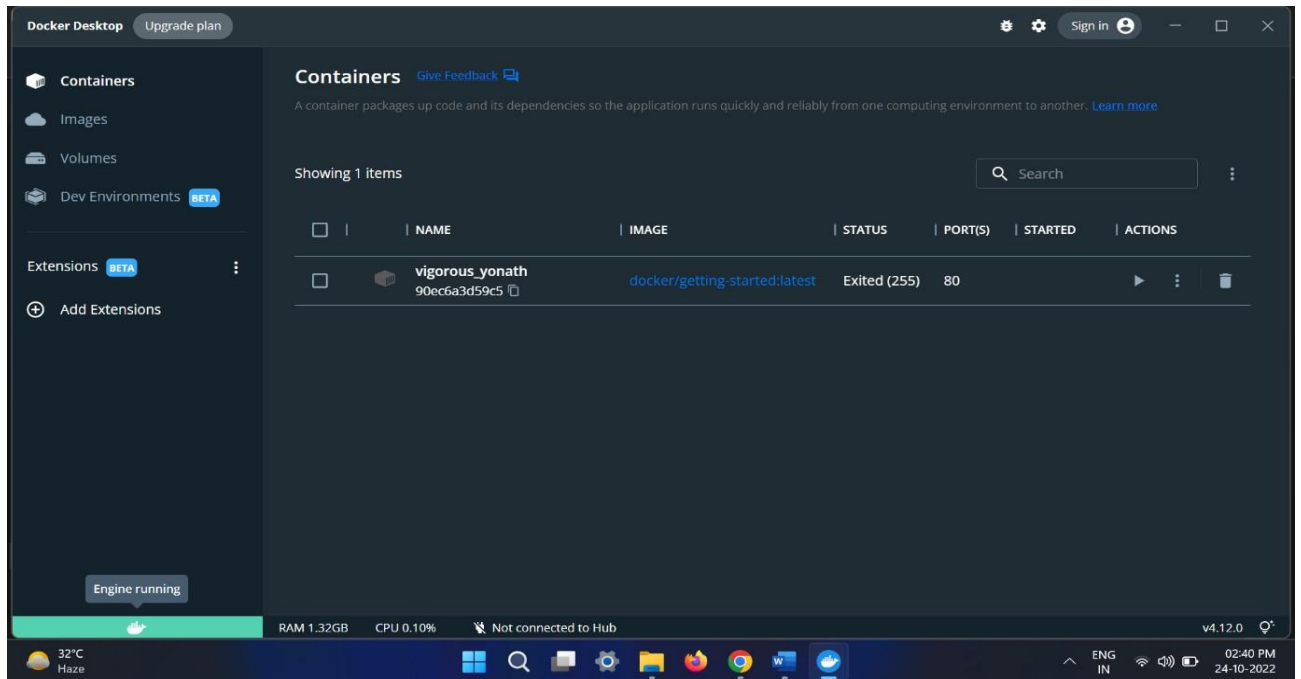 Docker Desktop Upgrade plan Sign in
Containers
Images
Volumes
Dev Environments BETA
Extensions BETA
Add Extensions
Containers Give Feedback
A container packages up code and its dependencies so the application runs quickly and reliably from one computing environment to another. Learn more
Showing 1 items Search
NAME IMAGE STATUS PORT(S) STARTED ACTIONS
vigorous_yonath docker/getting-started:latest Exited (255) 80
90ec6a3d59c5
Engine running
RAM 1.32GB CPU 0.10% Not connected to Hub v4.12.0
32°C ENG 02:40 PM
Haze IN 24-10-2022